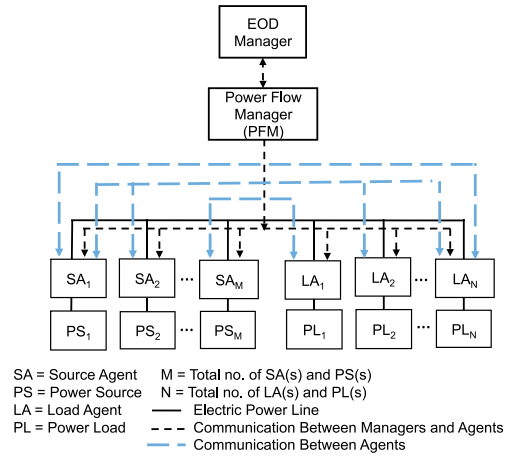 EOD
Manager
Power Flow
Manager
(PFM)
SA1 SA2 ... SAM LA1 LA2 ... LAN
PS1 PS2 ... PSM PL1 PL2 ... PLN
SA = Source Agent M = Total no. of SA(s) and PS(s)
PS = Power Source N = Total no. of LA(s) and PL(s)
LA = Load Agent Electric Power Line
PL = Power Load Communication Between Managers and Agents
Communication Between Agents